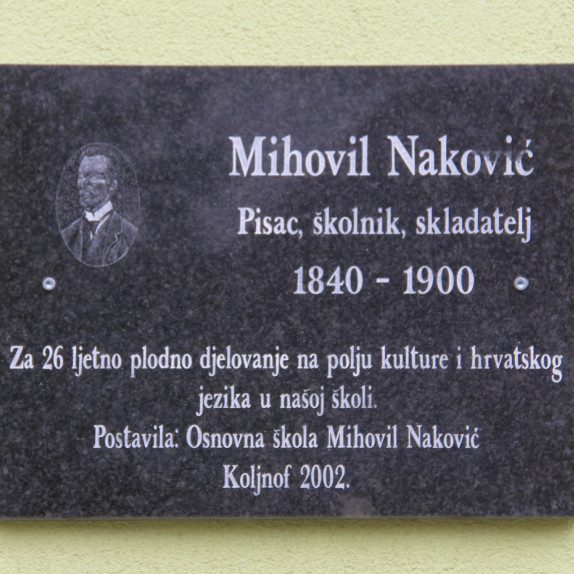 Mihovil Naković
Pisac, školnik, skladatelj
1840 - 1900
Za 26 ljetno plodno djelovanje na polju kulture i hrvatskog
jezika u našoj školi.
Postavila: Osnovna škola Mihovil Naković
Koljnof 2002.